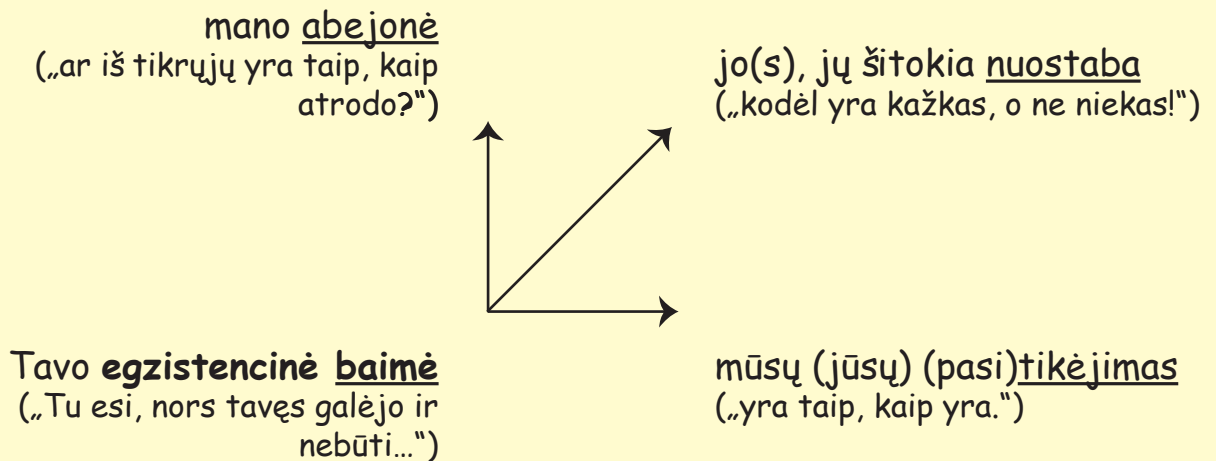 mano abejonė
(„ar iš tikrųjų yra taip, kaip
atrodo?“)
jo(s), jų šitokia nuostaba
(„kodėl yra kažkas, o ne niekas!“)
Tavo egzistencinė baimė
(„Tu esi, nors tavęs galėjo ir
nebūti...“)
mūsų (jūsų) (pasi)tikėjimas
(„yra taip, kaip yra.“)